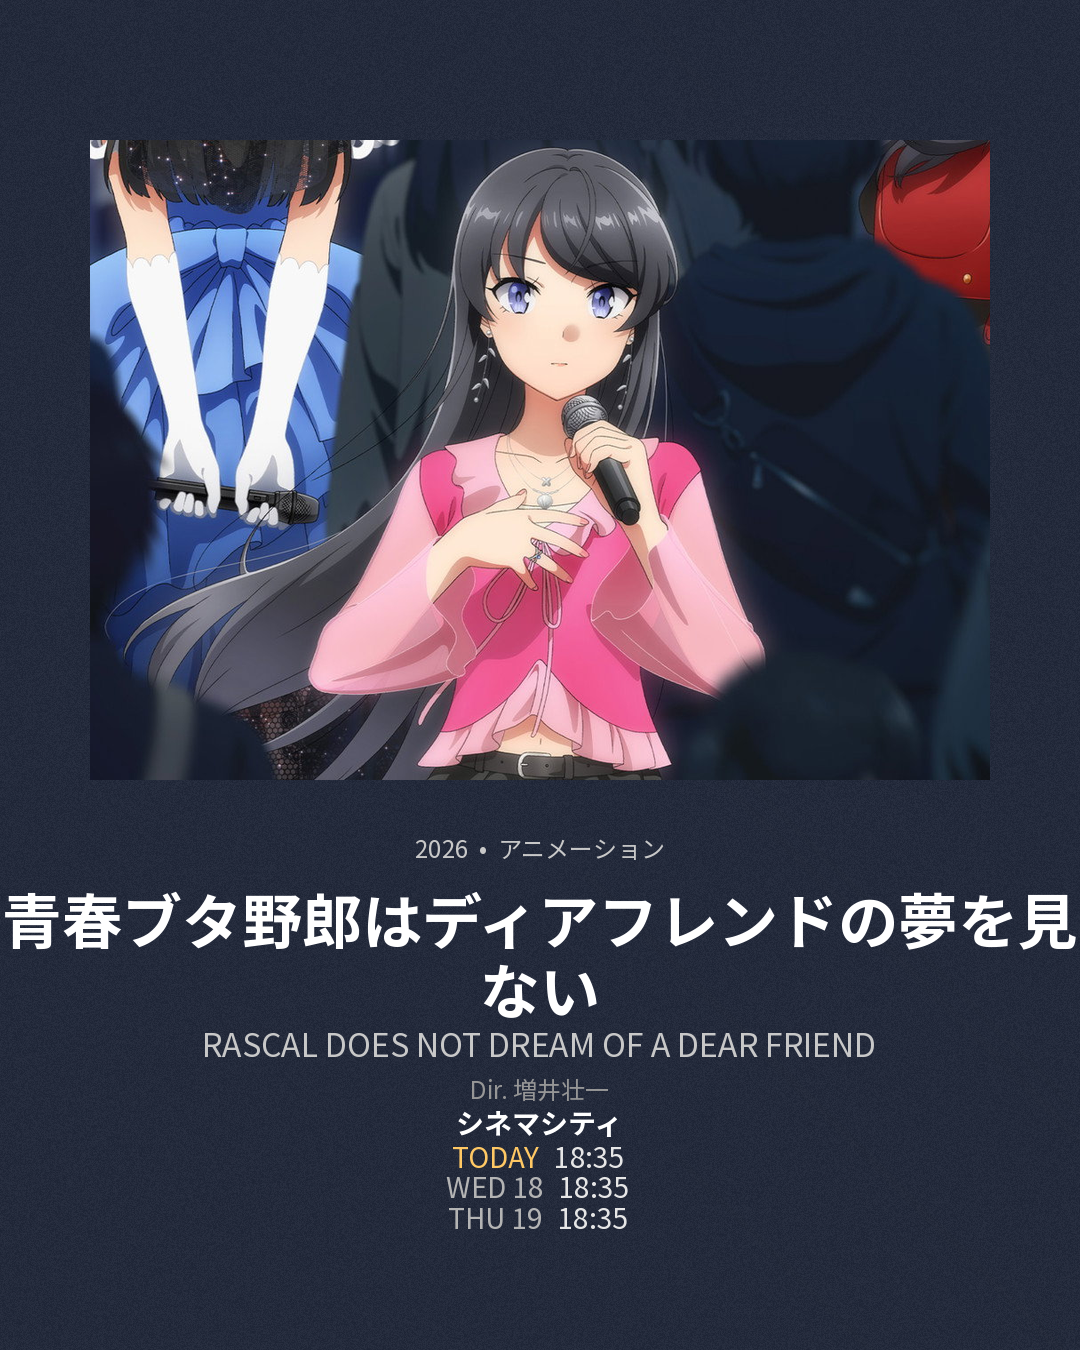 2026 • アニメーション
青春ブタ野郎はディアフレンドの夢を見
ない
RASCAL DOES NOT DREAM OF A DEAR FRIEND
Dir. 増井壮一
シネマシティ
TODAY 18:35
WED 18 18:35
THU 19 18:35